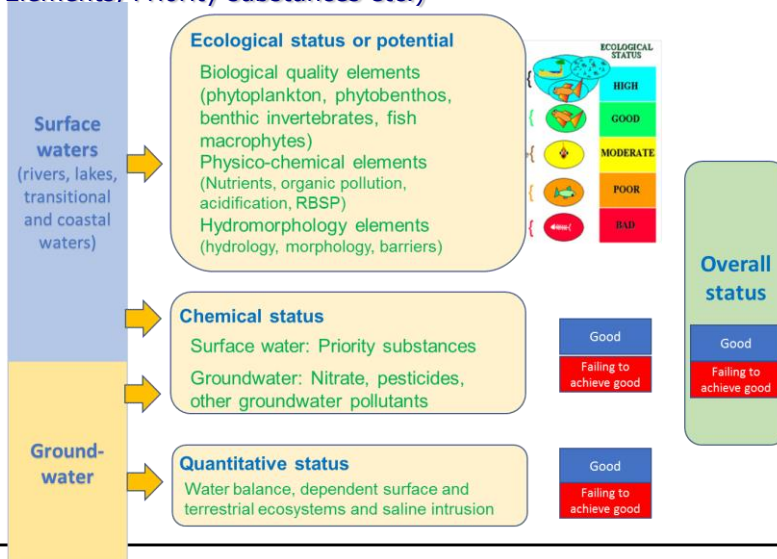 Elements, Priority Substances etc.)
Surface
waters
(rivers, lakes,
transitional
and coastal
waters)
Ground-
water
Ecological status or potential
Biological quality elements
(phytoplankton, phytobenthos,
benthic invertebrates, fish
macrophytes)
Physico-chemical elements
(Nutrients, organic pollution,
acidification, RBSP)
Hydromorphology elements
(hydrology, morphology, barriers)
ECOLOGICAL
STATUS
HIGH
GOOD
MODERATE
POOR
BAD
Chemical status
Surface water: Priority substances
Groundwater: Nitrate, pesticides,
other groundwater pollutants
Good
Failing to
achieve good
Quantitative status
Water balance, dependent surface and
terrestrial ecosystems and saline intrusion
Good
Failing to
achieve good
Overall
status
Good
Failing to
achieve good